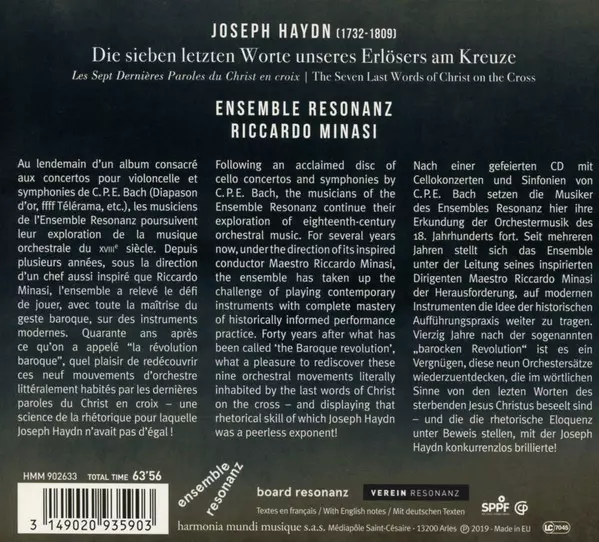 JOSEPH HAYDN (1732-1809)
Die sieben letzten Worte unseres Erlösers am Kreuze
Les Sept Dernières Paroles du Christ en croix | The Seven Last Words of Christ on the Cross
ENSEMBLE RESONANZ
RICCARDO MINASI
Au lendemain d'un album consacré
aux concertos pour violoncelle et
symphonies de C. P. E. Bach (Diapason
d'or, ffff Télérama, etc.), les musiciens
de l'Ensemble Resonanz poursuivent
leur exploration de la musique
orchestrale du XVIIIe siècle. Depuis
plusieurs années, sous la direction
d'un chef aussi inspiré que Riccardo
Minasi, l'ensemble a relevé le défi
de jouer, avec toute la maîtrise du
geste baroque, sur des instruments
modernes. Quarante ans après
ce qu'on a appelé "la révolution
baroque", quel plaisir de redécouvrir
ces neuf mouvements d'orchestre
littéralement habités par les dernières
paroles du Christ en croix – une
science de la rhétorique pour laquelle
Joseph Haydn n'avait pas d'égal !
Following an acclaimed disc of
cello concertos and symphonies by
C. P. E. Bach, the musicians of the
Ensemble Resonanz continue their
exploration of eighteenth-century
orchestral music. For several years
now, under the direction of its inspired
conductor Maestro Riccardo Minasi,
the ensemble has taken up the
challenge of playing contemporary
instruments with complete mastery
of historically informed performance
practice. Forty years after what has
been called 'the Baroque revolution',
what a pleasure to rediscover these
nine orchestral movements literally
inhabited by the last words of Christ
on the cross – and displaying that
rhetorical skill of which Joseph Haydn
was a peerless exponent!
Nach einer gefeierten CD mit
Cellokonzerten und Sinfonien von
C. P. E. Bach setzen die Musiker
des Ensembles Resonanz hier ihre
Erkundung der Orchestermusik des
18. Jahrhunderts fort. Seit mehreren
Jahren stellt sich das Ensemble
unter der Leitung seines inspirierten
Dirigenten Maestro Riccardo Minasi
der Herausforderung, auf modernen
Instrumenten die Idee der historischen
Aufführungspraxis weiter zu tragen.
Vierzig Jahre nach der sogenannten
„barocken Revolution" ist es ein
Vergnügen, diese neun Orchestersätze
wiederzuentdecken, die im wörtlichen
Sinne von den lezten Worten des
sterbenden Jesus Christus beseelt sind
– und die die rhetorische Eloquenz
unter Beweis stellen, mit der Joseph
Haydn konkurrenzlos brillierte!
HMM 902633 TOTAL TIME 63'56
3 149020 935903
ensemble
resonanz
board resonanz
VEREIN RESONANZ
Textes en français / With English notes / Mit deutschen Texten
harmonia mundi musique s.a.s. Médiapôle Saint-Césaire - 13200 Arles ℗ 2019 - Made in EU
SPPF
LC 7045